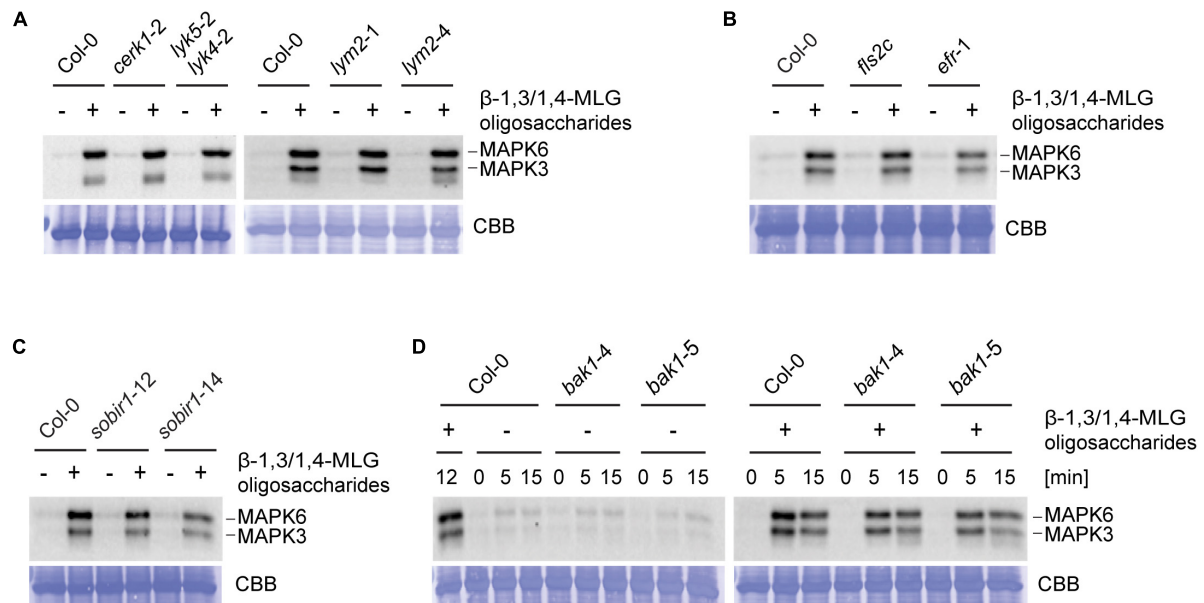 A
Col-0 cerk1-2 lyk5-2 lyk4-2 Col-0 lym2-1 lym2-4
- + - + - + - + - + - +
β-1,3/1,4-MLG
oligosaccharides
MAPK6
MAPK3
CBB
B
Col-0 fls2c efr-1
- + - + - +
β-1,3/1,4-MLG
oligosaccharides
MAPK6
MAPK3
CBB
C
Col-0 sobir1-12 sobir1-14
- + - + - +
β-1,3/1,4-MLG
oligosaccharides
MAPK6
MAPK3
CBB
D
Col-0 bak1-4 bak1-5 Col-0 bak1-4 bak1-5
+ - - - + + +
β-1,3/1,4-MLG
oligosaccharides
12 0 5 15 0 5 15 0 5 15 0 5 15 0 5 15 0 5 15 [min]
MAPK6
MAPK3
CBB